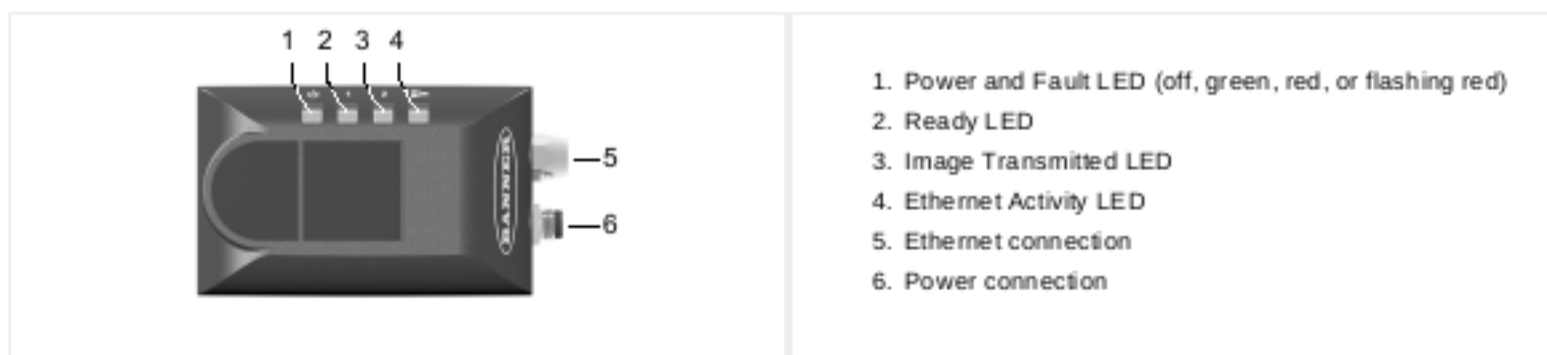 1 2 3 4
5
6
BANNER
1. Power and Fault LED (off, green, red, or flashing red)
2. Ready LED
3. Image Transmitted LED
4. Ethernet Activity LED
5. Ethernet connection
6. Power connection